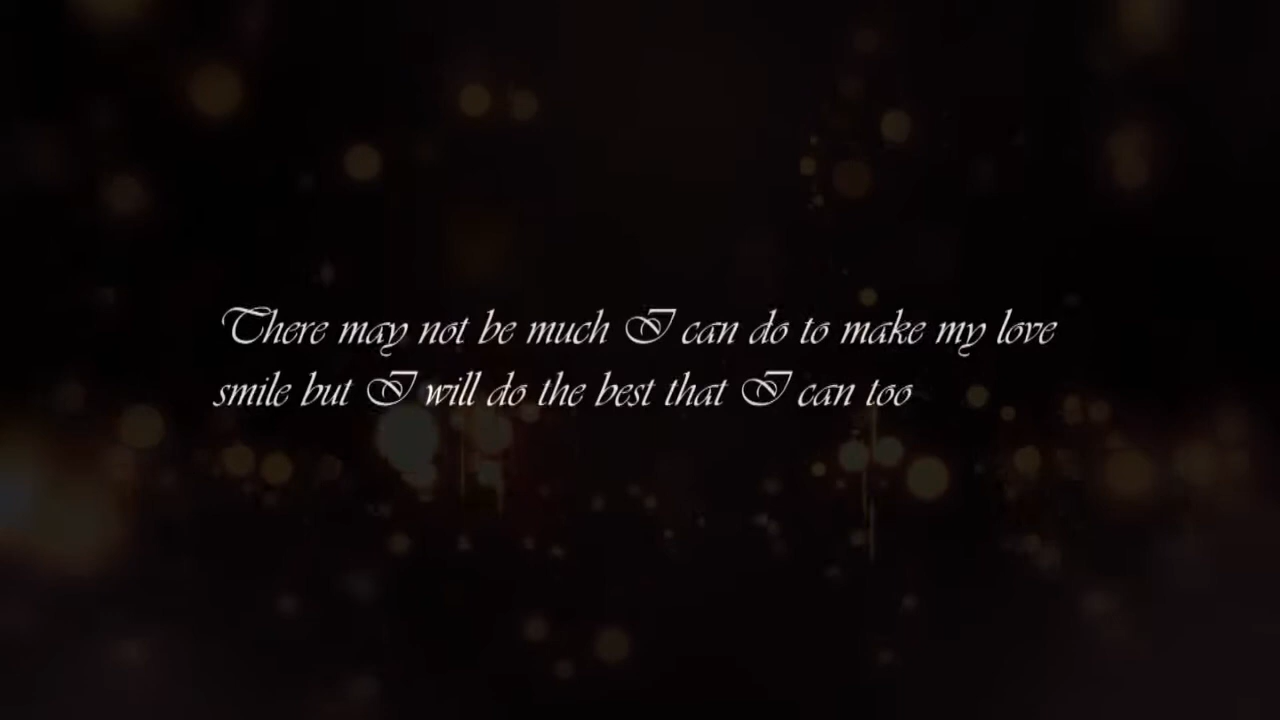 There may not be much I can do to make my love
smile but I will do the best that I can too